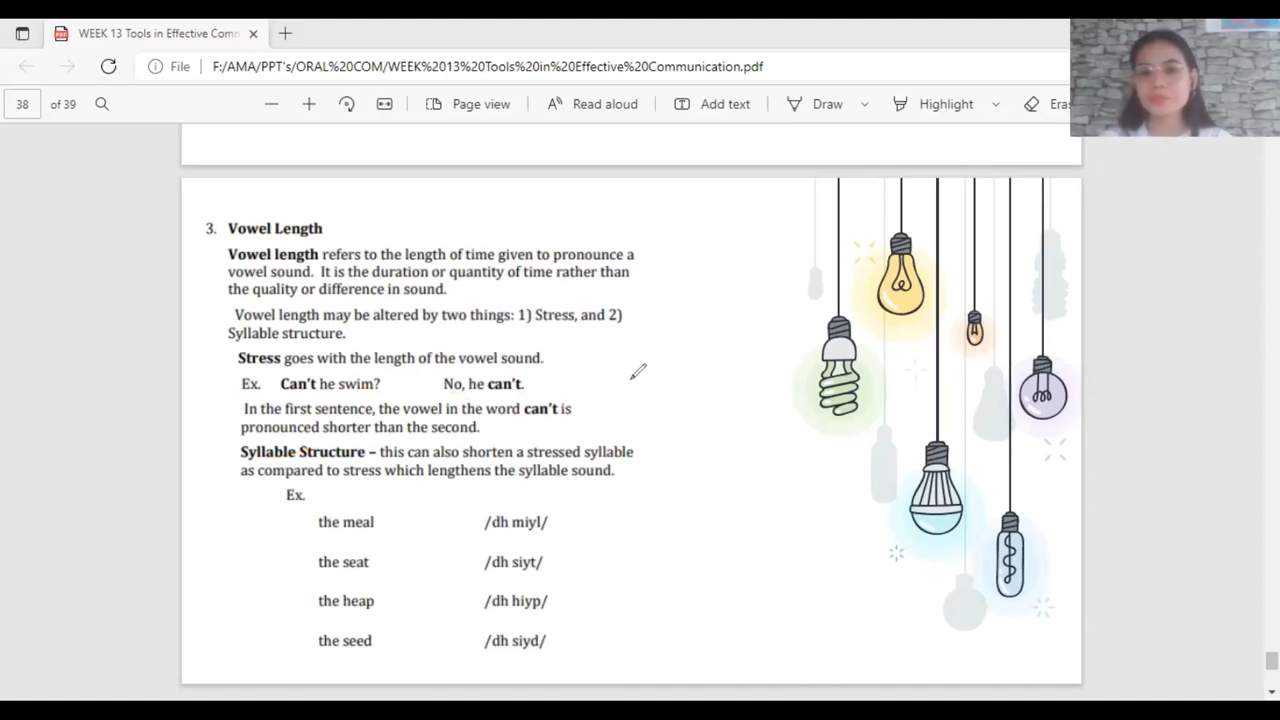 WEEK 13 Tools in Effective Com
File F:/AMA/PPT's/ORAL%20COM/WEEK%2013%20Tools%20in%20Effective%20Communication.pdf
38 of 39 Page view Read aloud Add text Draw Highlight Eras
3. Vowel Length
Vowel length refers to the length of time given to pronounce a
vowel sound. It is the duration or quantity of time rather than
the quality or difference in sound.
Vowel length may be altered by two things: 1) Stress, and 2)
Syllable structure.
Stress goes with the length of the vowel sound.
Ex. Can't he swim? No, he can't.
In the first sentence, the vowel in the word can't is
pronounced shorter than the second.
Syllable Structure – this can also shorten a stressed syllable
as compared to stress which lengthens the syllable sound.
Ex.
the meal /dh miyl/
the seat /dh siyt/
the heap /dh hiyp/
the seed /dh siyd/